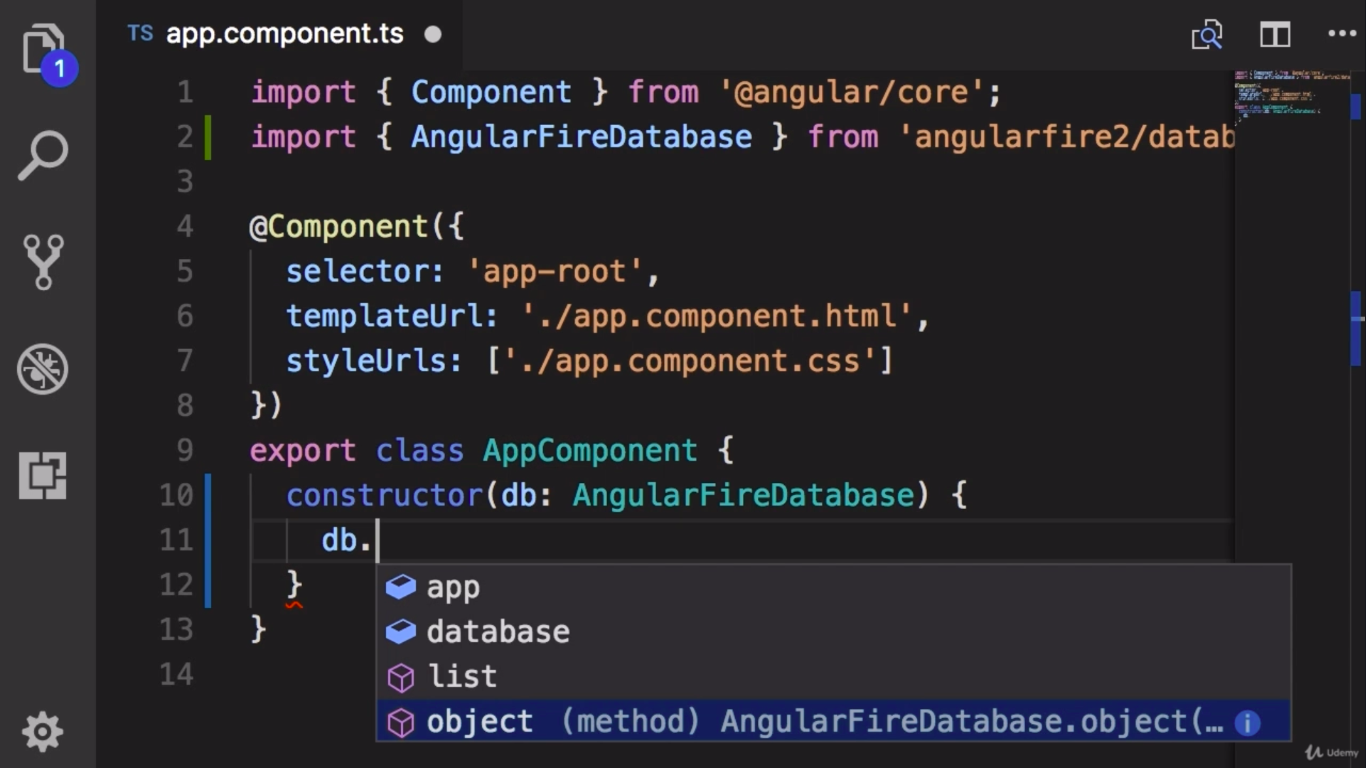 TS app.component.ts
1
1 import { Component } from '@angular/core';
2 import { AngularFireDatabase } from 'angularfire2/datab
3
4 @Component({
5 selector: 'app-root',
6 templateUrl: './app.component.html',
7 styleUrls: ['./app.component.css']
8 })
9 export class AppComponent {
10 constructor(db: AngularFireDatabase) {
11 db.
12 }
13 }
14
app
database
list
object (method) AngularFireDatabase.object(…
Udemy